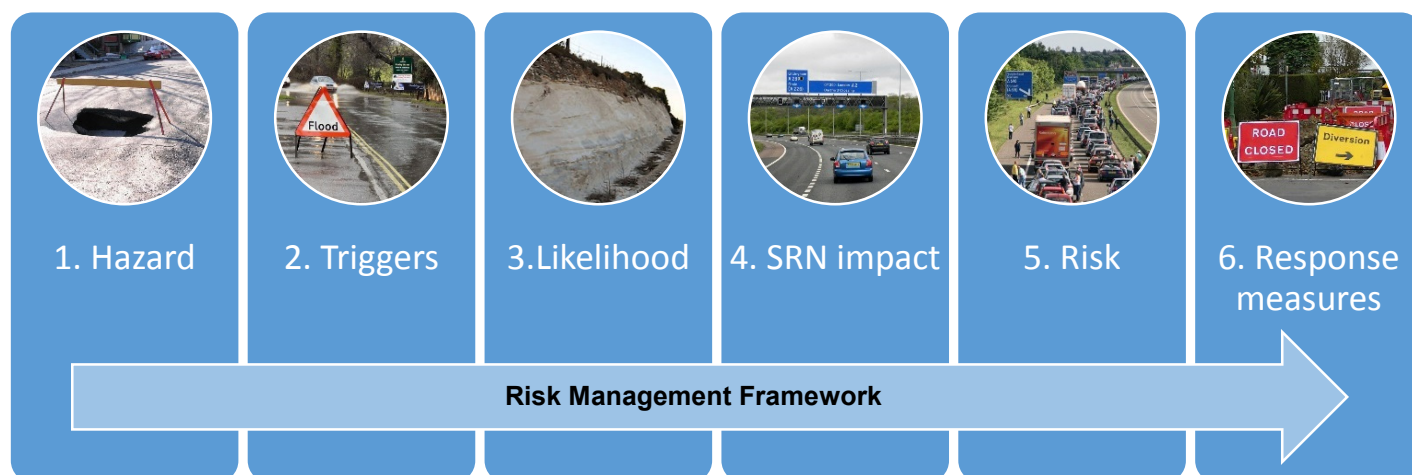 Flood
ROAD
CLOSED
Diversion
1. Hazard
2. Triggers
3.Likelihood
4. SRN impact
5. Risk
6. Response
measures
Risk Management Framework